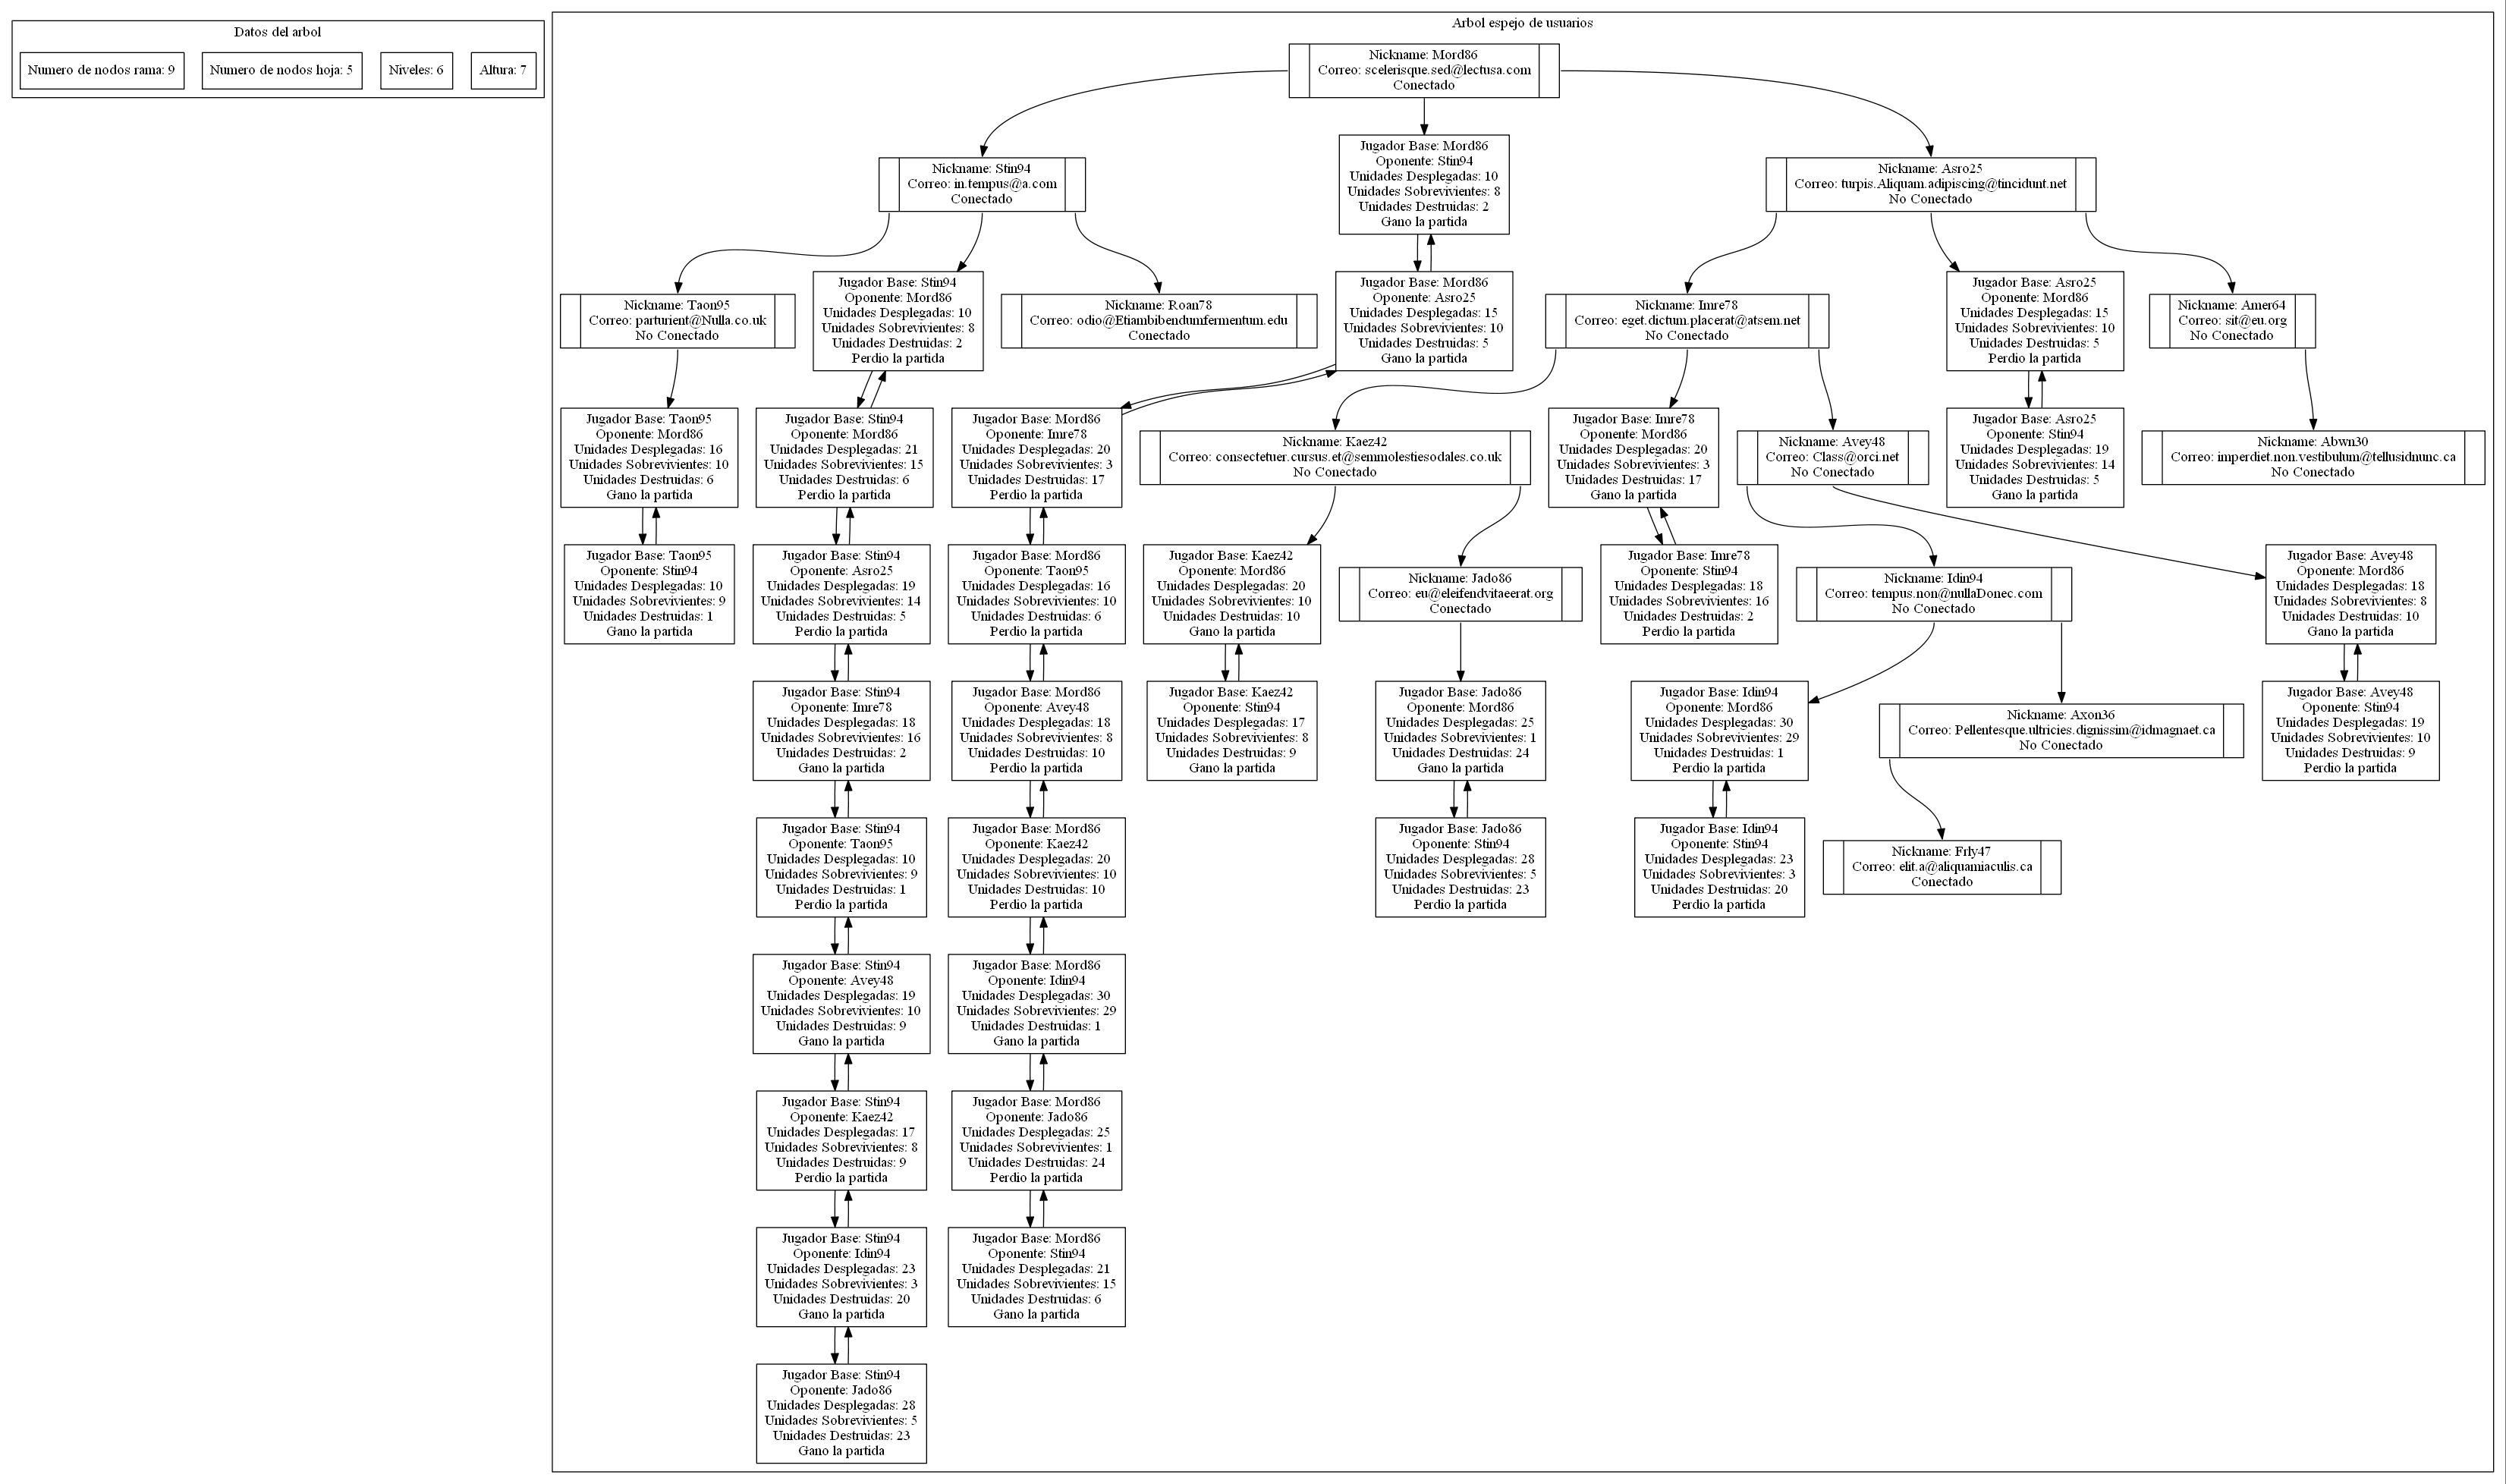 Datos del arbol
Numero de nodos rama: 9
Numero de nodos hoja: 5
Niveles: 6
Altura: 7
Arbol espejo de usuarios
Nickname: Mord86
Correo: scelerisque.sed@lectusa.com
Conectado
Jugador Base: Mord86
Oponente: Stin94
Unidades Desplegadas: 10
Unidades Sobrevivientes: 8
Unidades Destruidas: 2
Gano la partida
Nickname: Stin94
Correo: in.tempus@a.com
Conectado
Nickname: Asro25
Correo: turpis.Aliquam.adipiscing@tincidunt.net
No Conectado
Nickname: Taon95
Correo: parturient@Nulla.co.uk
No Conectado
Jugador Base: Stin94
Oponente: Mord86
Unidades Desplegadas: 10
Unidades Sobrevivientes: 8
Unidades Destruidas: 2
Perdio la partida
Nickname: Roan78
Correo: odio@Etiambibendumfermentum.edu
Conectado
Jugador Base: Mord86
Oponente: Asro25
Unidades Desplegadas: 15
Unidades Sobrevivientes: 10
Unidades Destruidas: 5
Gano la partida
Nickname: Imre78
Correo: eget.dictum.placerat@atsem.net
No Conectado
Jugador Base: Asro25
Oponente: Mord86
Unidades Desplegadas: 15
Unidades Sobrevivientes: 10
Unidades Destruidas: 5
Perdio la partida
Nickname: Amer64
Correo: sit@eu.org
No Conectado
Jugador Base: Taon95
Oponente: Mord86
Unidades Desplegadas: 16
Unidades Sobrevivientes: 10
Unidades Destruidas: 6
Gano la partida
Jugador Base: Stin94
Oponente: Mord86
Unidades Desplegadas: 21
Unidades Sobrevivientes: 15
Unidades Destruidas: 6
Perdio la partida
Jugador Base: Mord86
Oponente: Imre78
Unidades Desplegadas: 20
Unidades Sobrevivientes: 3
Unidades Destruidas: 17
Perdio la partida
Nickname: Kaez42
Correo: consectetuer.cursus.et@semmolestiesodales.co.uk
No Conectado
Jugador Base: Imre78
Oponente: Mord86
Unidades Desplegadas: 20
Unidades Sobrevivientes: 3
Unidades Destruidas: 17
Gano la partida
Nickname: Avey48
Correo: Class@orci.net
No Conectado
Jugador Base: Asro25
Oponente: Stin94
Unidades Desplegadas: 19
Unidades Sobrevivientes: 14
Unidades Destruidas: 5
Gano la partida
Nickname: Abwn30
Correo: imperdiet.non.vestibulum@tellusidnunc.ca
No Conectado
Jugador Base: Taon95
Oponente: Stin94
Unidades Desplegadas: 10
Unidades Sobrevivientes: 9
Unidades Destruidas: 1
Gano la partida
Jugador Base: Stin94
Oponente: Asro25
Unidades Desplegadas: 19
Unidades Sobrevivientes: 14
Unidades Destruidas: 5
Perdio la partida
Jugador Base: Mord86
Oponente: Taon95
Unidades Desplegadas: 16
Unidades Sobrevivientes: 10
Unidades Destruidas: 6
Perdio la partida
Jugador Base: Kaez42
Oponente: Mord86
Unidades Desplegadas: 20
Unidades Sobrevivientes: 10
Unidades Destruidas: 10
Gano la partida
Nickname: Jado86
Correo: eu@eleifendvitaeerat.org
Conectado
Jugador Base: Imre78
Oponente: Stin94
Unidades Desplegadas: 18
Unidades Sobrevivientes: 16
Unidades Destruidas: 2
Perdio la partida
Nickname: Idin94
Correo: tempus.non@nullaDonec.com
No Conectado
Jugador Base: Avey48
Oponente: Mord86
Unidades Desplegadas: 18
Unidades Sobrevivientes: 8
Unidades Destruidas: 10
Gano la partida
Jugador Base: Stin94
Oponente: Imre78
Unidades Desplegadas: 18
Unidades Sobrevivientes: 16
Unidades Destruidas: 2
Gano la partida
Jugador Base: Mord86
Oponente: Avey48
Unidades Desplegadas: 18
Unidades Sobrevivientes: 8
Unidades Destruidas: 10
Perdio la partida
Jugador Base: Kaez42
Oponente: Stin94
Unidades Desplegadas: 17
Unidades Sobrevivientes: 8
Unidades Destruidas: 9
Gano la partida
Jugador Base: Jado86
Oponente: Mord86
Unidades Desplegadas: 25
Unidades Sobrevivientes: 1
Unidades Destruidas: 24
Gano la partida
Jugador Base: Idin94
Oponente: Mord86
Unidades Desplegadas: 30
Unidades Sobrevivientes: 29
Unidades Destruidas: 1
Perdio la partida
Nickname: Axon36
Correo: Pellentesque.ultricies.dignissim@idmagnaet.ca
No Conectado
Jugador Base: Avey48
Oponente: Stin94
Unidades Desplegadas: 19
Unidades Sobrevivientes: 10
Unidades Destruidas: 9
Perdio la partida
Jugador Base: Stin94
Oponente: Taon95
Unidades Desplegadas: 10
Unidades Sobrevivientes: 9
Unidades Destruidas: 1
Perdio la partida
Jugador Base: Mord86
Oponente: Kaez42
Unidades Desplegadas: 20
Unidades Sobrevivientes: 10
Unidades Destruidas: 10
Perdio la partida
Jugador Base: Jado86
Oponente: Stin94
Unidades Desplegadas: 28
Unidades Sobrevivientes: 5
Unidades Destruidas: 23
Perdio la partida
Jugador Base: Idin94
Oponente: Stin94
Unidades Desplegadas: 23
Unidades Sobrevivientes: 3
Unidades Destruidas: 20
Perdio la partida
Nickname: Frly47
Correo: elit.a@aliquamiaculis.ca
Conectado
Jugador Base: Stin94
Oponente: Avey48
Unidades Desplegadas: 19
Unidades Sobrevivientes: 10
Unidades Destruidas: 9
Gano la partida
Jugador Base: Mord86
Oponente: Idin94
Unidades Desplegadas: 30
Unidades Sobrevivientes: 29
Unidades Destruidas: 1
Gano la partida
Jugador Base: Stin94
Oponente: Kaez42
Unidades Desplegadas: 17
Unidades Sobrevivientes: 8
Unidades Destruidas: 9
Perdio la partida
Jugador Base: Mord86
Oponente: Jado86
Unidades Desplegadas: 25
Unidades Sobrevivientes: 1
Unidades Destruidas: 24
Perdio la partida
Jugador Base: Stin94
Oponente: Idin94
Unidades Desplegadas: 23
Unidades Sobrevivientes: 3
Unidades Destruidas: 20
Gano la partida
Jugador Base: Mord86
Oponente: Stin94
Unidades Desplegadas: 21
Unidades Sobrevivientes: 15
Unidades Destruidas: 6
Gano la partida
Jugador Base: Stin94
Oponente: Jado86
Unidades Desplegadas: 28
Unidades Sobrevivientes: 5
Unidades Destruidas: 23
Gano la partida